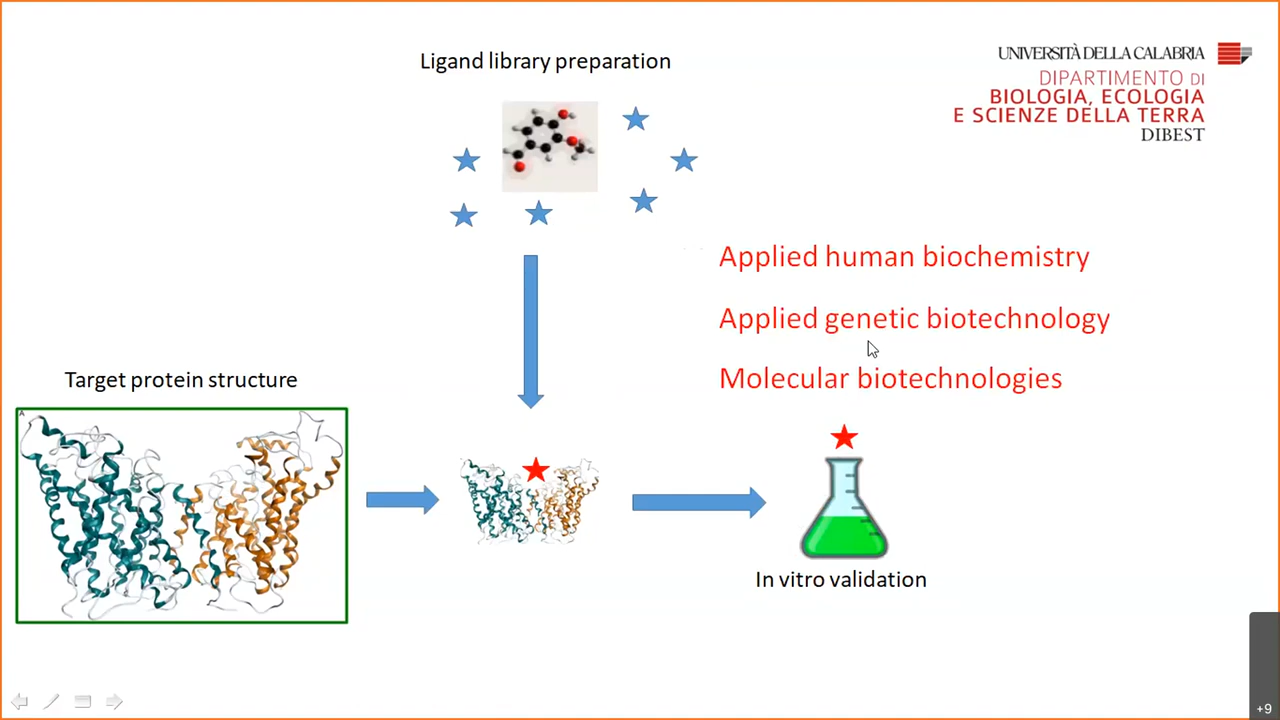 Ligand library preparation
UNIVERSITÀ DELLA CALABRIA
DIPARTIMENTO DI
BIOLOGIA, ECOLOGIA
E SCIENZE DELLA TERRA
DIBEST
Applied human biochemistry
Applied genetic biotechnology
Molecular biotechnologies
Target protein structure
A
In vitro validation
+9